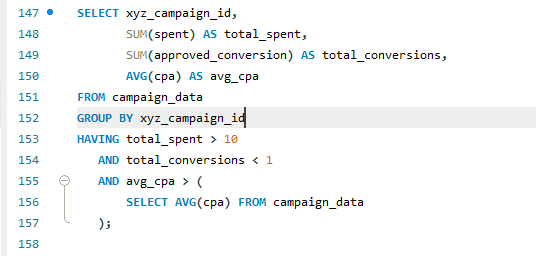 147 SELECT xyz_campaign_id,
148 SUM(spent) AS total_spent,
149 SUM(approved_conversion) AS total_conversions,
150 AVG(cpa) AS avg_cpa
151 FROM campaign_data
152 GROUP BY xyz_campaign_id
153 HAVING total_spent > 10
154 AND total_conversions < 1
155 AND avg_cpa > (
156 SELECT AVG(cpa) FROM campaign_data
157 );
158